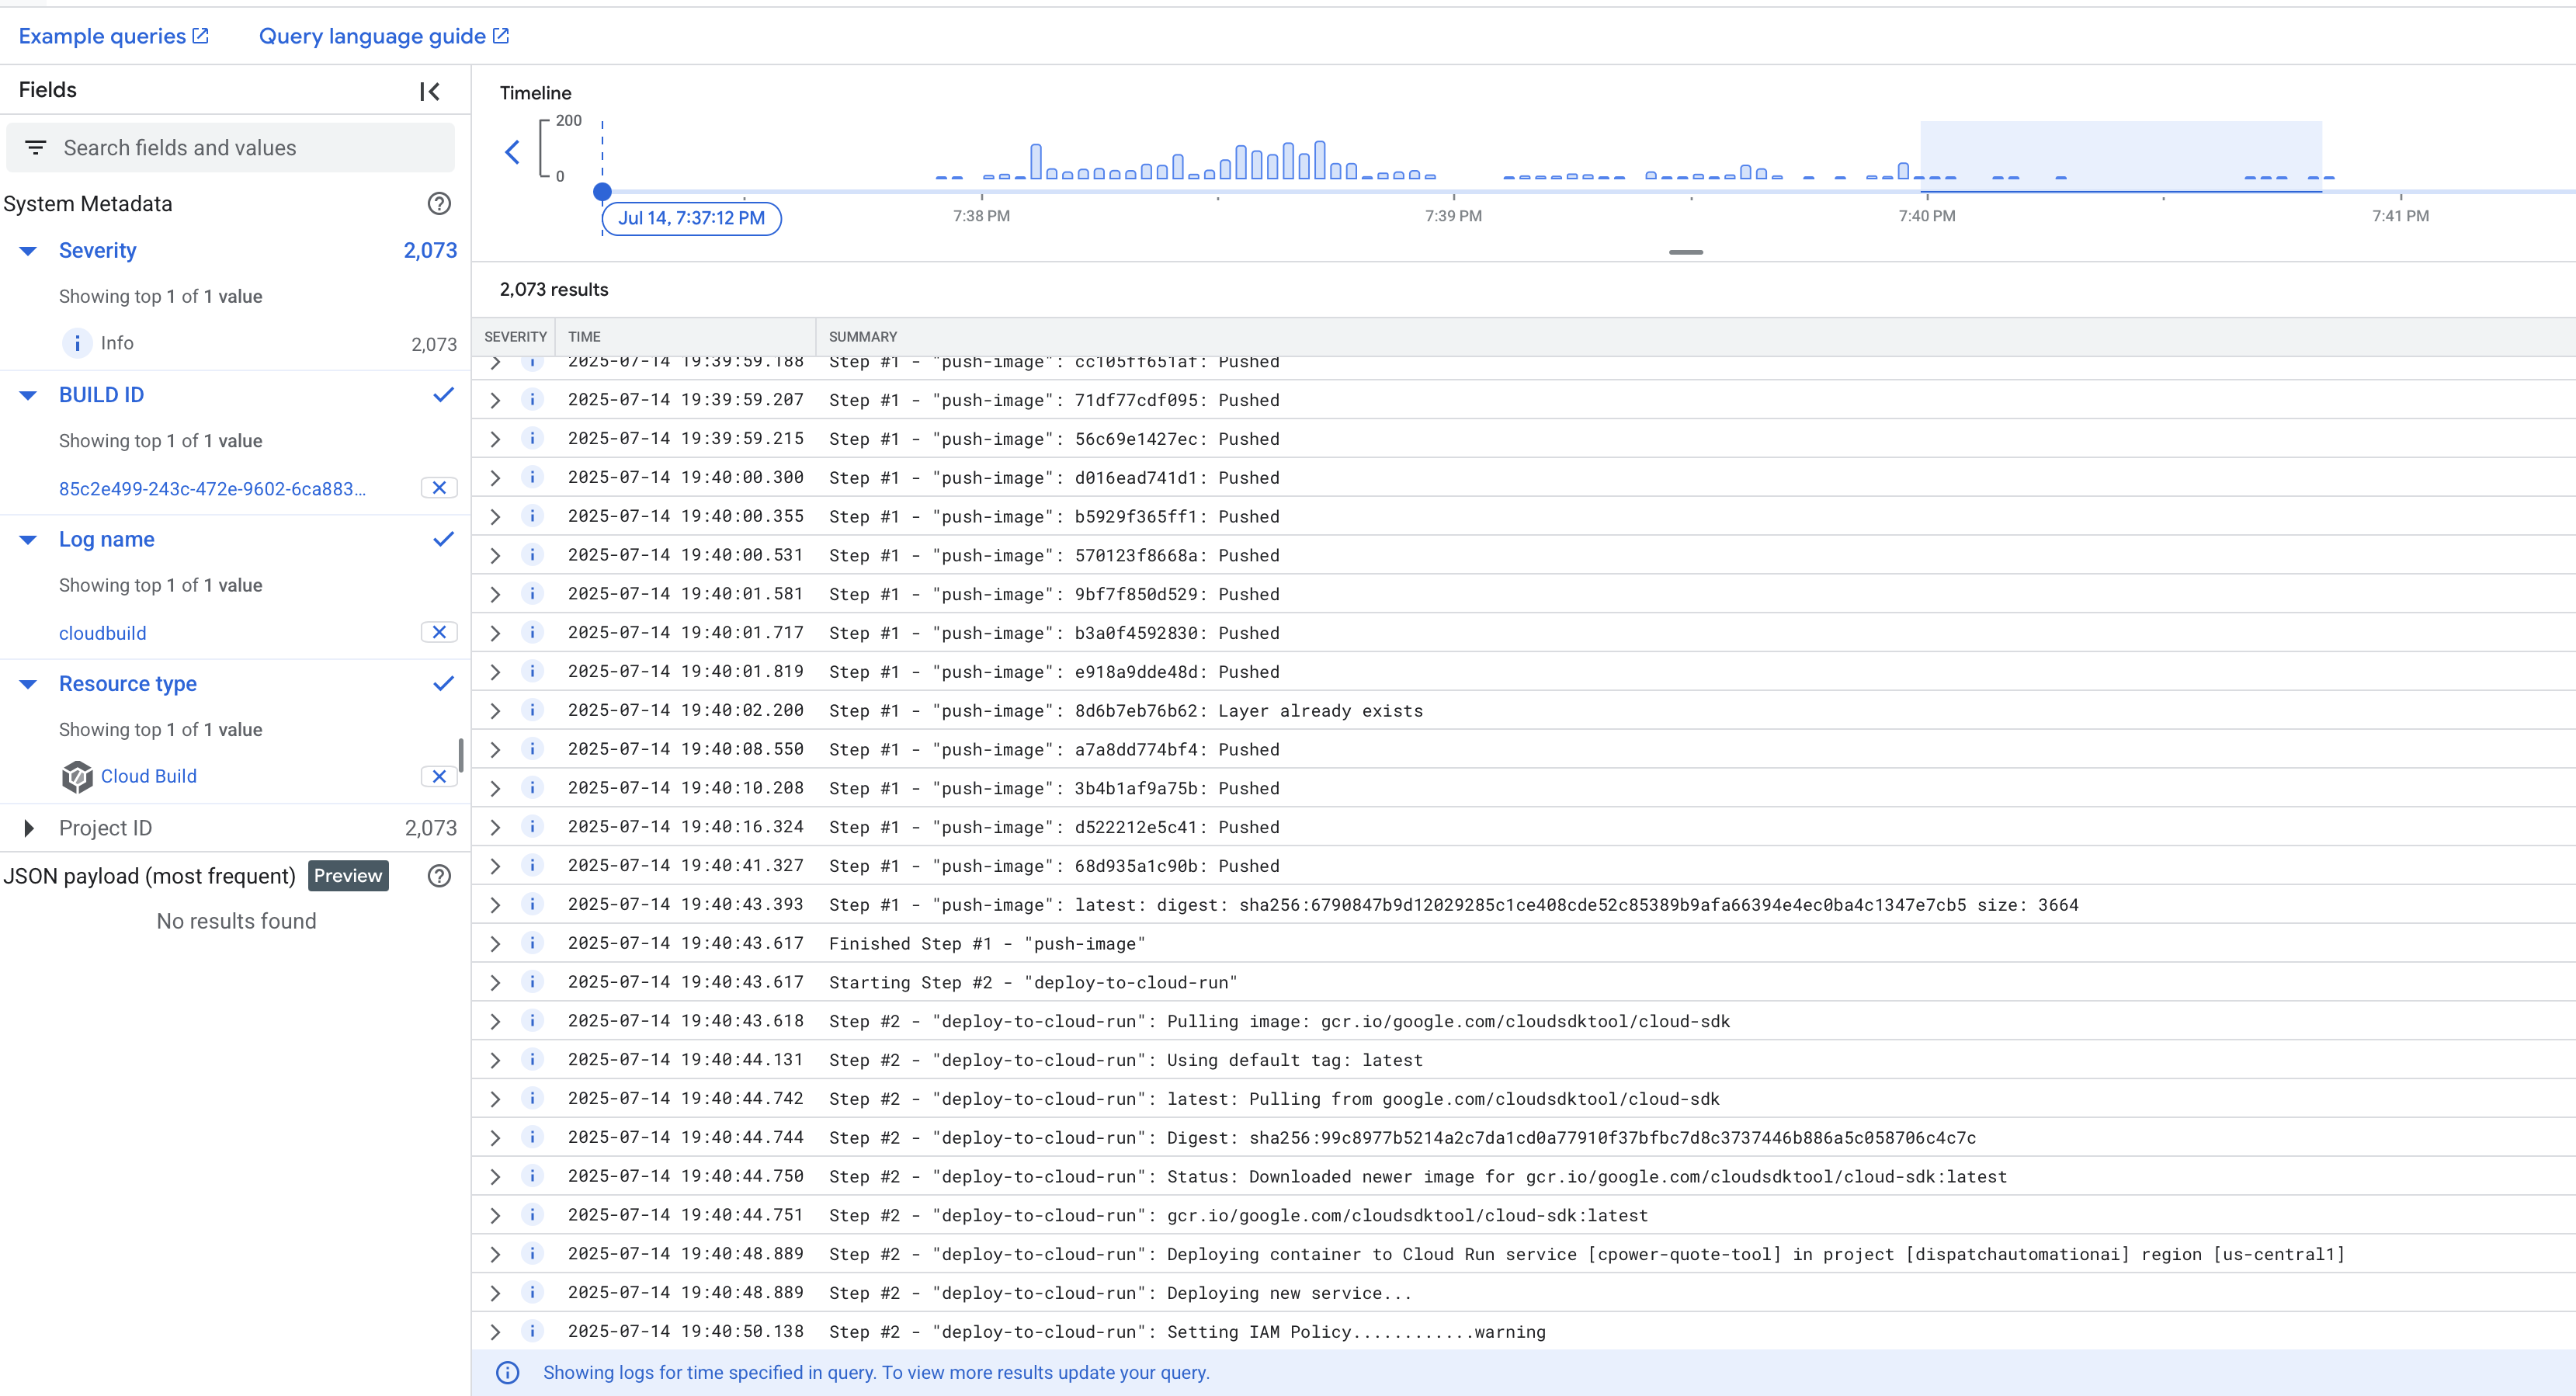 Example queries
Query language guide
Fields
Search fields and values
System Metadata
Severity 2,073
Showing top 1 of 1 value
Info 2,073
BUILD ID
Showing top 1 of 1 value
85c2e499-243c-472e-9602-6ca883...
Log name
Showing top 1 of 1 value
cloudbuild
Resource type
Showing top 1 of 1 value
Cloud Build
Project ID 2,073
JSON payload (most frequent) Preview
No results found
Timeline
200
0
Jul 14, 7:37:12 PM
7:38 PM 7:39 PM 7:40 PM 7:41 PM
2,073 results
SEVERITY TIME SUMMARY
2025-07-14 19:39:59.188 Step #1 - "push-image": cc105ff651af: Pushed
2025-07-14 19:39:59.207 Step #1 - "push-image": 71df77cdf095: Pushed
2025-07-14 19:39:59.215 Step #1 - "push-image": 56c69e1427ec: Pushed
2025-07-14 19:40:00.300 Step #1 - "push-image": d016ead741d1: Pushed
2025-07-14 19:40:00.355 Step #1 - "push-image": b5929f365ff1: Pushed
2025-07-14 19:40:00.531 Step #1 - "push-image": 570123f8668a: Pushed
2025-07-14 19:40:01.581 Step #1 - "push-image": 9bf7f850d529: Pushed
2025-07-14 19:40:01.717 Step #1 - "push-image": b3a0f4592830: Pushed
2025-07-14 19:40:01.819 Step #1 - "push-image": e918a9dde48d: Pushed
2025-07-14 19:40:02.200 Step #1 - "push-image": 8d6b7eb76b62: Layer already exists
2025-07-14 19:40:08.550 Step #1 - "push-image": a7a8dd774bf4: Pushed
2025-07-14 19:40:10.208 Step #1 - "push-image": 3b4b1af9a75b: Pushed
2025-07-14 19:40:16.324 Step #1 - "push-image": d522212e5c41: Pushed
2025-07-14 19:40:41.327 Step #1 - "push-image": 68d935a1c90b: Pushed
2025-07-14 19:40:43.393 Step #1 - "push-image": latest: digest: sha256:6790847b9d12029285c1ce408cde52c85389b9afa66394e4ec0ba4c1347e7cb5 size: 3664
2025-07-14 19:40:43.617 Finished Step #1 - "push-image"
2025-07-14 19:40:43.617 Starting Step #2 - "deploy-to-cloud-run"
2025-07-14 19:40:43.618 Step #2 - "deploy-to-cloud-run": Pulling image: gcr.io/google.com/cloudsdktool/cloud-sdk
2025-07-14 19:40:44.131 Step #2 - "deploy-to-cloud-run": Using default tag: latest
2025-07-14 19:40:44.742 Step #2 - "deploy-to-cloud-run": latest: Pulling from google.com/cloudsdktool/cloud-sdk
2025-07-14 19:40:44.744 Step #2 - "deploy-to-cloud-run": Digest: sha256:99c8977b5214a2c7da1cd0a77910f37bfbc7d8c3737446b886a5c058706c4c7c
2025-07-14 19:40:44.750 Step #2 - "deploy-to-cloud-run": Status: Downloaded newer image for gcr.io/google.com/cloudsdktool/cloud-sdk:latest
2025-07-14 19:40:44.751 Step #2 - "deploy-to-cloud-run": gcr.io/google.com/cloudsdktool/cloud-sdk:latest
2025-07-14 19:40:48.889 Step #2 - "deploy-to-cloud-run": Deploying container to Cloud Run service [cpower-quote-tool] in project [dispatchautomationai] region [us-central1]
2025-07-14 19:40:48.889 Step #2 - "deploy-to-cloud-run": Deploying new service...
2025-07-14 19:40:50.138 Step #2 - "deploy-to-cloud-run": Setting IAM Policy............warning
Showing logs for time specified in query. To view more results update your query.